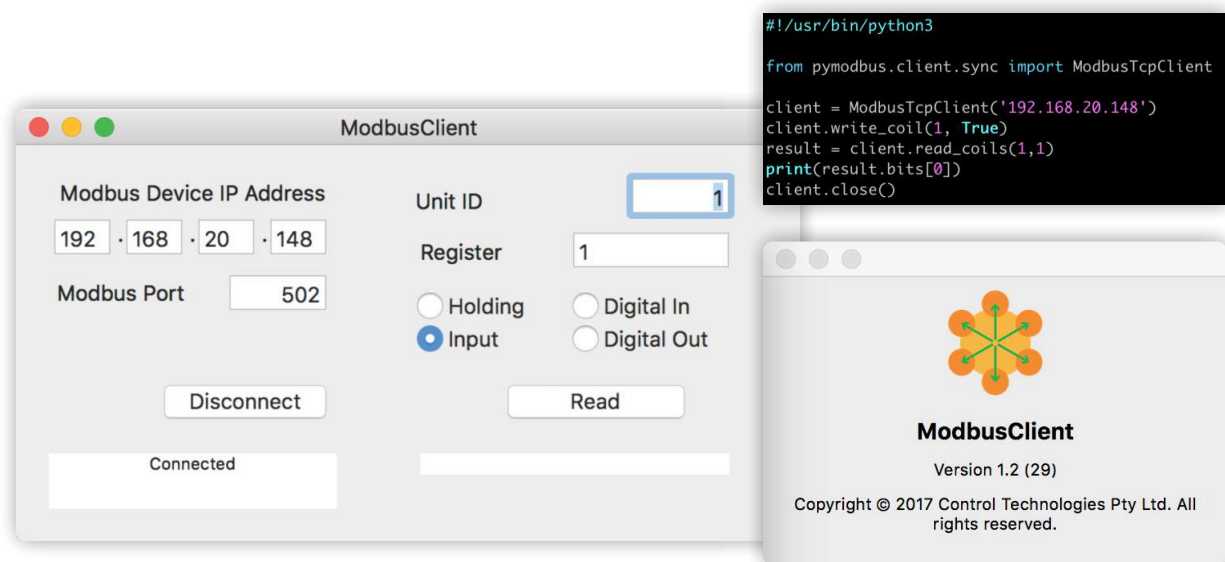 ModbusClient
Modbus Device IP Address
192 . 168 . 20 . 148
Modbus Port 502
Disconnect
Connected
Unit ID 1
Register 1
Holding Digital In
Input Digital Out
Read
#!/usr/bin/python3
from pymodbus.client.sync import ModbusTcpClient
client = ModbusTcpClient('192.168.20.148')
client.write_coil(1, True)
result = client.read_coils(1,1)
print(result.bits[0])
client.close()
ModbusClient
Version 1.2 (29)
Copyright © 2017 Control Technologies Pty Ltd. All
rights reserved.